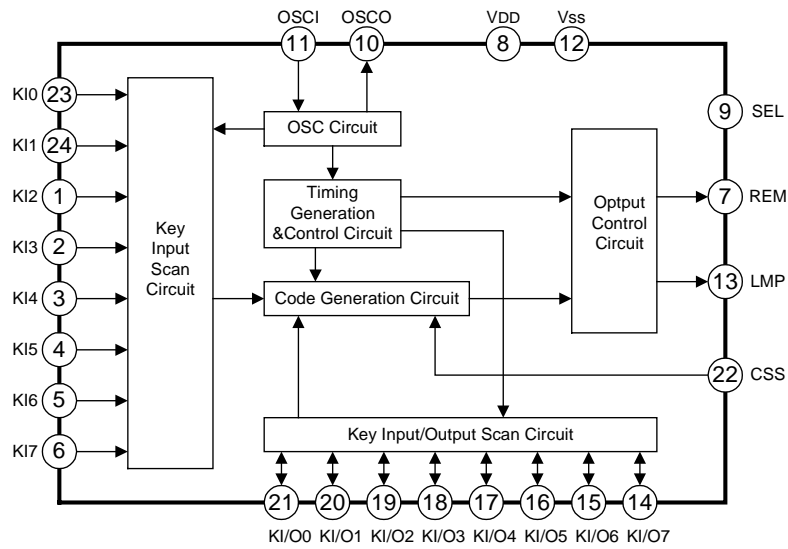 OSCI OSCO VDD Vss
11 10 8 12
KI0 23
KI1 24
KI2 1
KI3 2
KI4 3
KI5 4
KI6 5
KI7 6
Key
Input
Scan
Circuit
OSC Circuit
Timing
Generation
&Control Circuit
Code Generation Circuit
Optput
Control
Circuit
9 SEL
7 REM
13 LMP
22 CSS
Key Input/Output Scan Circuit
21 20 19 18 17 16 15 14
KI/O0 KI/O1 KI/O2 KI/O3 KI/O4 KI/O5 KI/O6 KI/O7